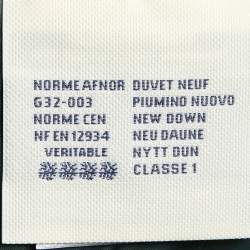 NORME AFNOR DUVET NEUF
G32-003 PIUMINO NUOVO
NORME CEN NEW DOWN
NF EN 12934 NEU DAUNE
VERITABLE NYTT DUN
CLASSE 1